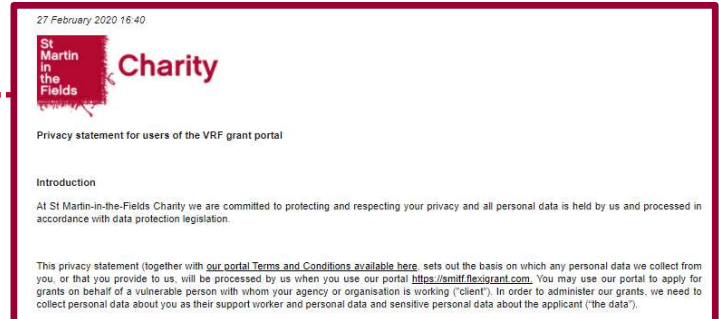 27 February 2020 16:40
St
Martin
in
the
Fields
Charity
Privacy statement for users of the VRF grant portal
Introduction
At St Martin-in-the-Fields Charity we are committed to protecting and respecting your privacy and all personal data is held by us and processed in
accordance with data protection legislation.
This privacy statement (together with our portal Terms and Conditions available here, sets out the basis on which any personal data we collect from
you, or that you provide to us, will be processed by us when you use our portal https://smitf.flexigrant.com. You may use our portal to apply for
grants on behalf of a vulnerable person with whom your agency or organisation is working ("client"). In order to administer our grants, we need to
collect personal data about you as their support worker and personal data and sensitive personal data about the applicant ("the data").